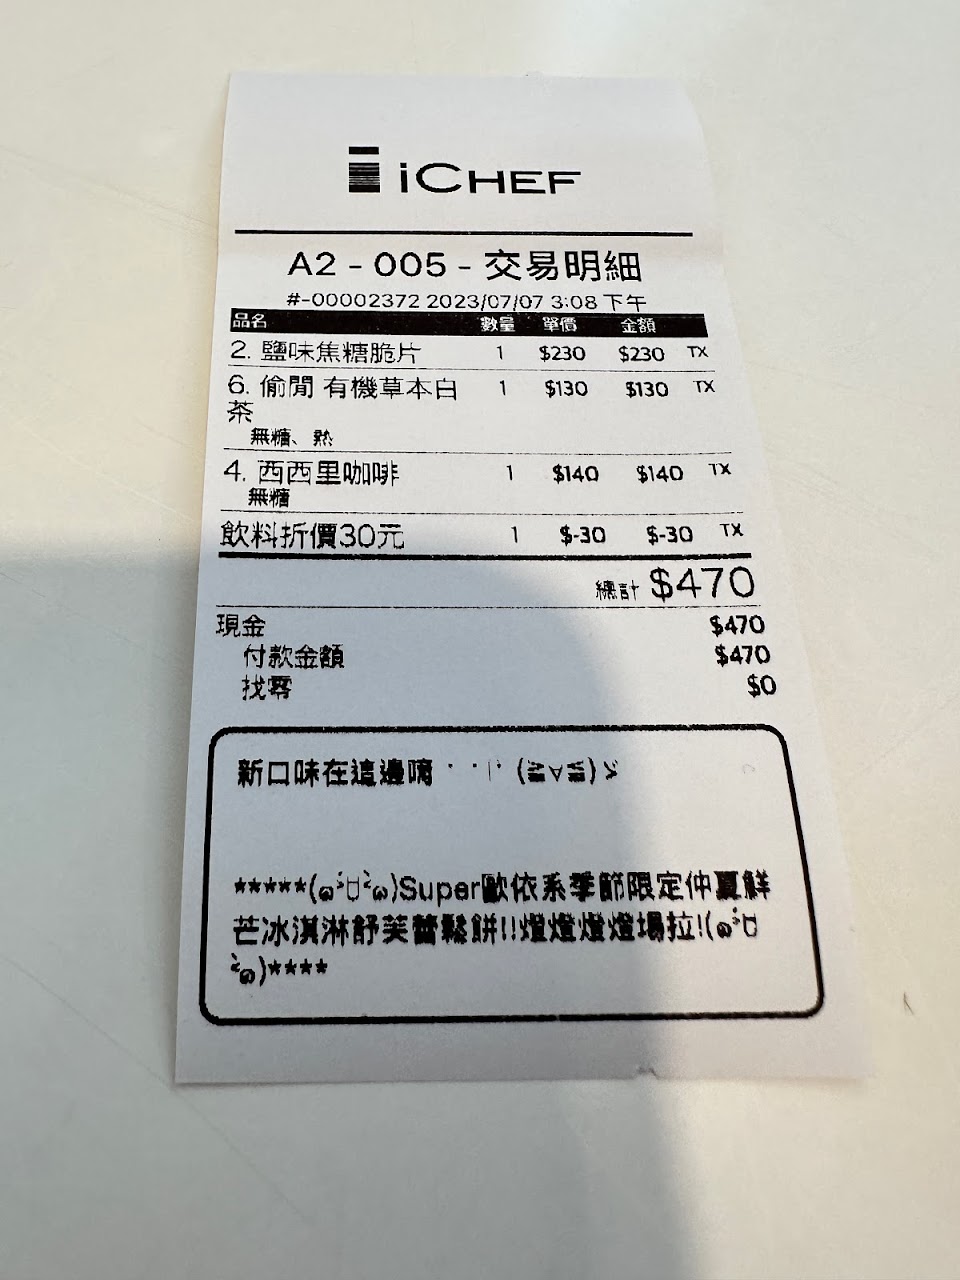 iCHEF
A2 - 005 - 交易明細
#-00002372 2023/07/07 3:08 下午
品名 數量 單價 金額
2. 鹽味焦糖脆片 1 $230 $230 TX
6. 偷閒 有機草本白 1 $130 $130 TX
茶
無糖、熱
4. 西西里咖啡 1 $140 $140 TX
無糖
飲料折價30元 1 $-30 $-30 TX
總計 $470
現金 $470
付款金額 $470
找零 $0
新口味在這邊唷
*****Super歐依系季節限定仲夏鮮
芒冰淇淋舒芙蕾鬆餅!!燈燈燈燈場拉!
****